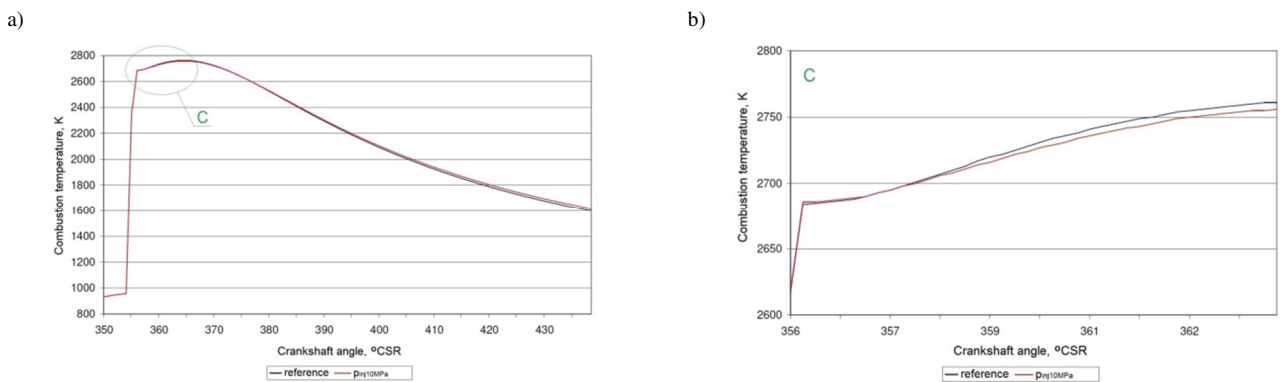 a)
2800
2600
2400
2200
2000
1800
1600
1400
1200
1000
800
Combustion temperature, K
C
350 360 370 380 390 400 410 420 430
Crankshaft angle, ºCSR
reference pinj10MPa
b)
2800
2750
2700
2650
2600
Combustion temperature, K
C
356 357 359 361 362
Crankshaft angle, ºCSR
reference pinj10MPa